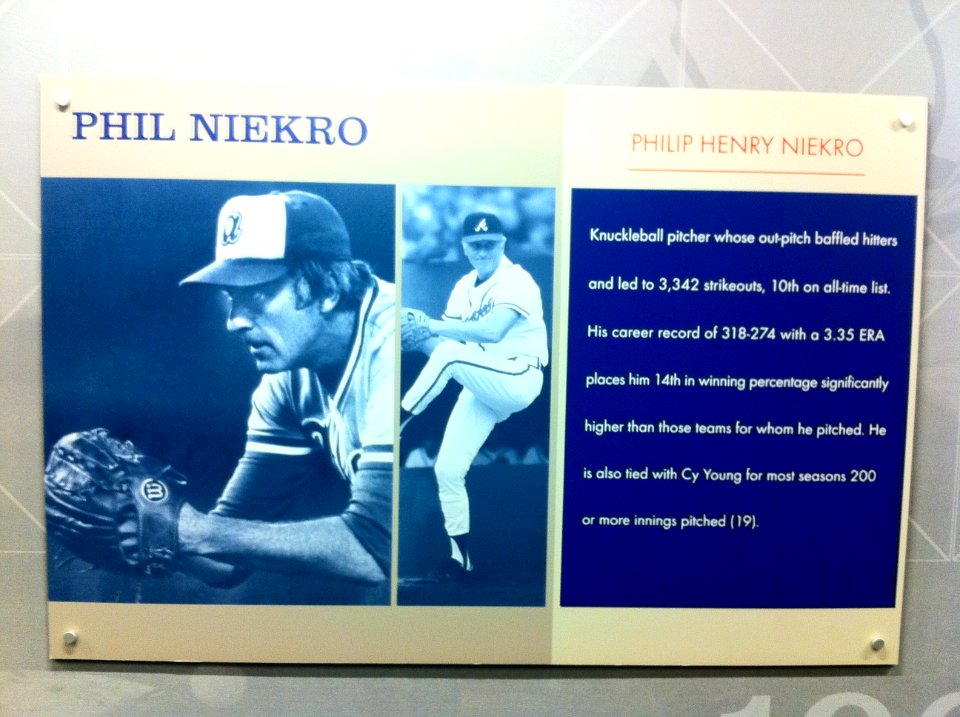 PHIL NIEKRO
PHILIP HENRY NIEKRO
Knuckleball pitcher whose out-pitch baffled hitters
and led to 3,342 strikeouts, 10th on all-time list.
His career record of 318-274 with a 3.35 ERA
places him 14th in winning percentage significantly
higher than those teams for whom he pitched. He
is also tied with Cy Young for most seasons 200
or more innings pitched (19).
a
A
W